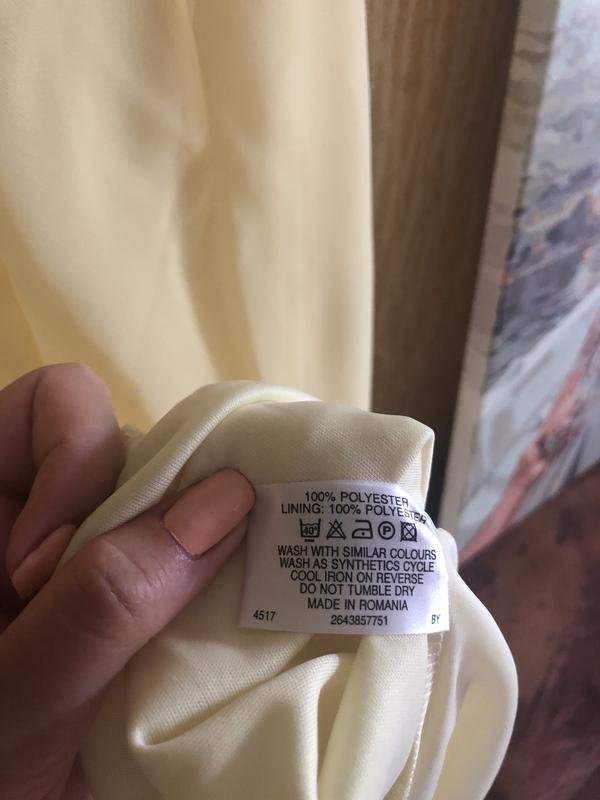 100% POLYESTER
LINING: 100% POLYESTER
40° P
WASH WITH SIMILAR COLOURS
WASH AS SYNTHETICS CYCLE
COOL IRON ON REVERSE
DO NOT TUMBLE DRY
MADE IN ROMANIA
4517 2643857751 BY